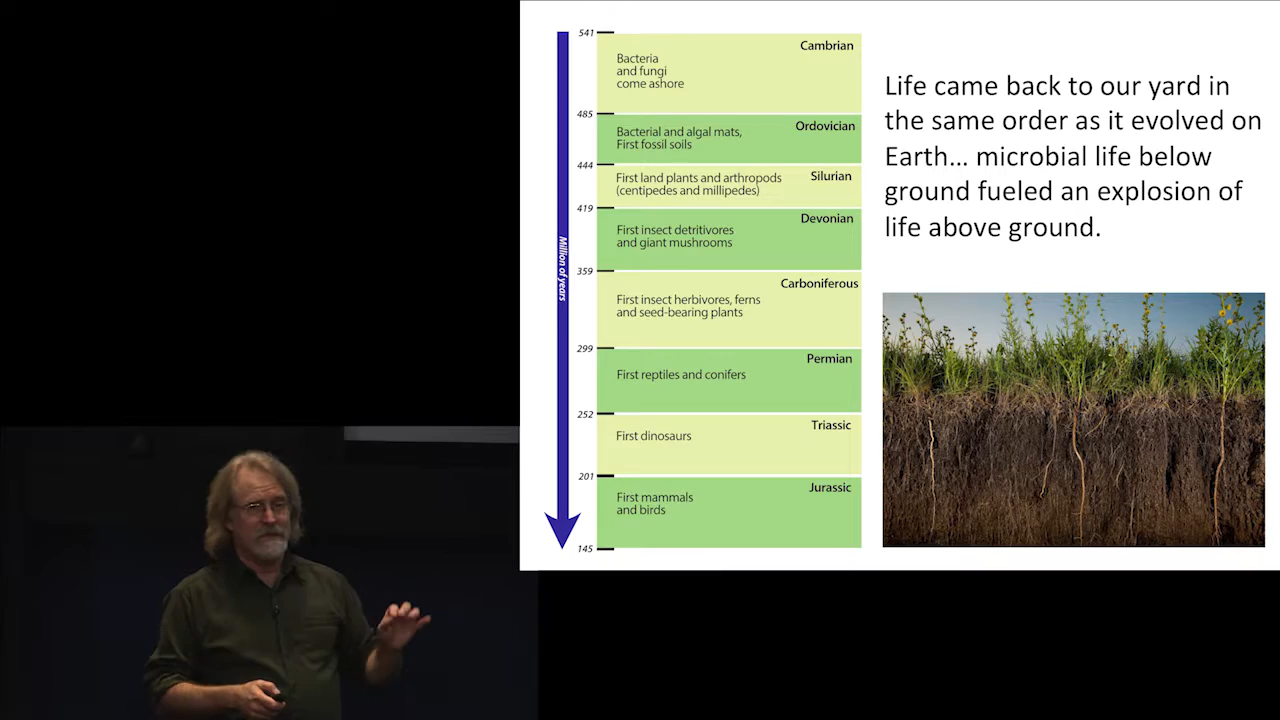 541
Cambrian
Bacteria
and fungi
come ashore
485
Ordovician
Bacterial and algal mats,
First fossil soils
444
Silurian
First land plants and arthropods
(centipedes and millipedes)
419
Devonian
First insect detritivores
and giant mushrooms
359
Carboniferous
First insect herbivores, ferns
and seed-bearing plants
299
Permian
First reptiles and conifers
252
Triassic
First dinosaurs
201
Jurassic
First mammals
and birds
145
Million of years
Life came back to our yard in
the same order as it evolved on
Earth... microbial life below
ground fueled an explosion of
life above ground.